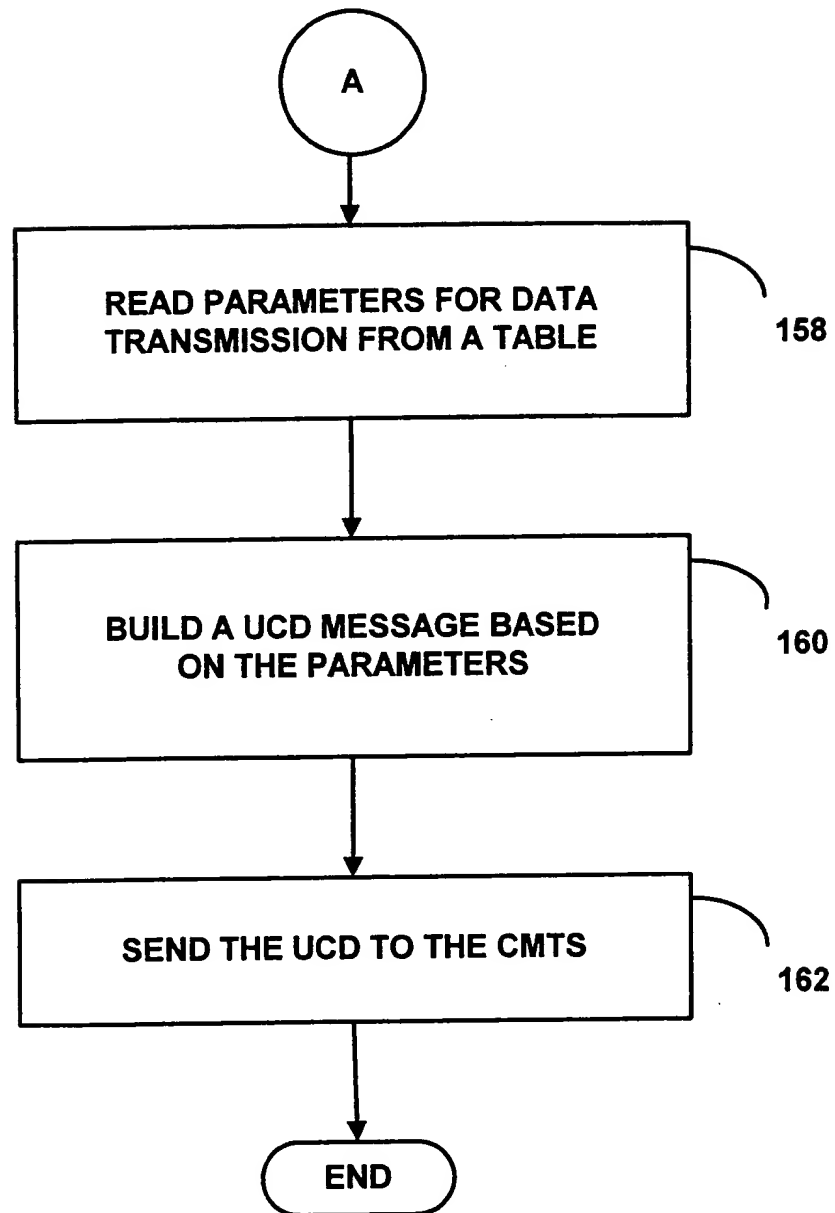 A
READ PARAMETERS FOR DATA
TRANSMISSION FROM A TABLE
158
BUILD A UCD MESSAGE BASED
ON THE PARAMETERS
160
SEND THE UCD TO THE CMTS
162
END